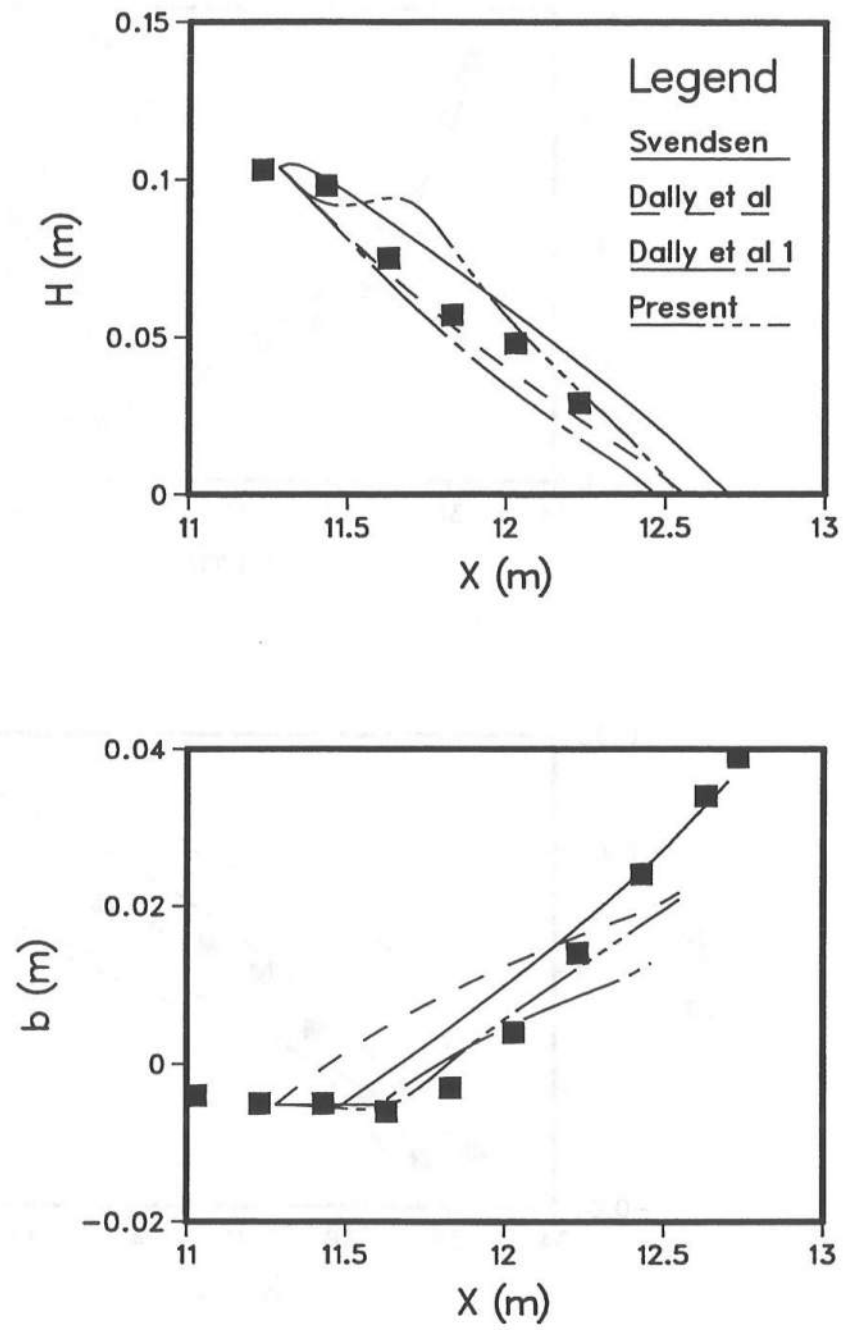 0.15
Legend
Svendsen
Dally et al
Dally et al 1
Present
0.1
H (m)
0.05
0
11
11.5
12
12.5
13
X (m)
0.04
0.02
b (m)
0
−0.02
11
11.5
12
12.5
13
X (m)